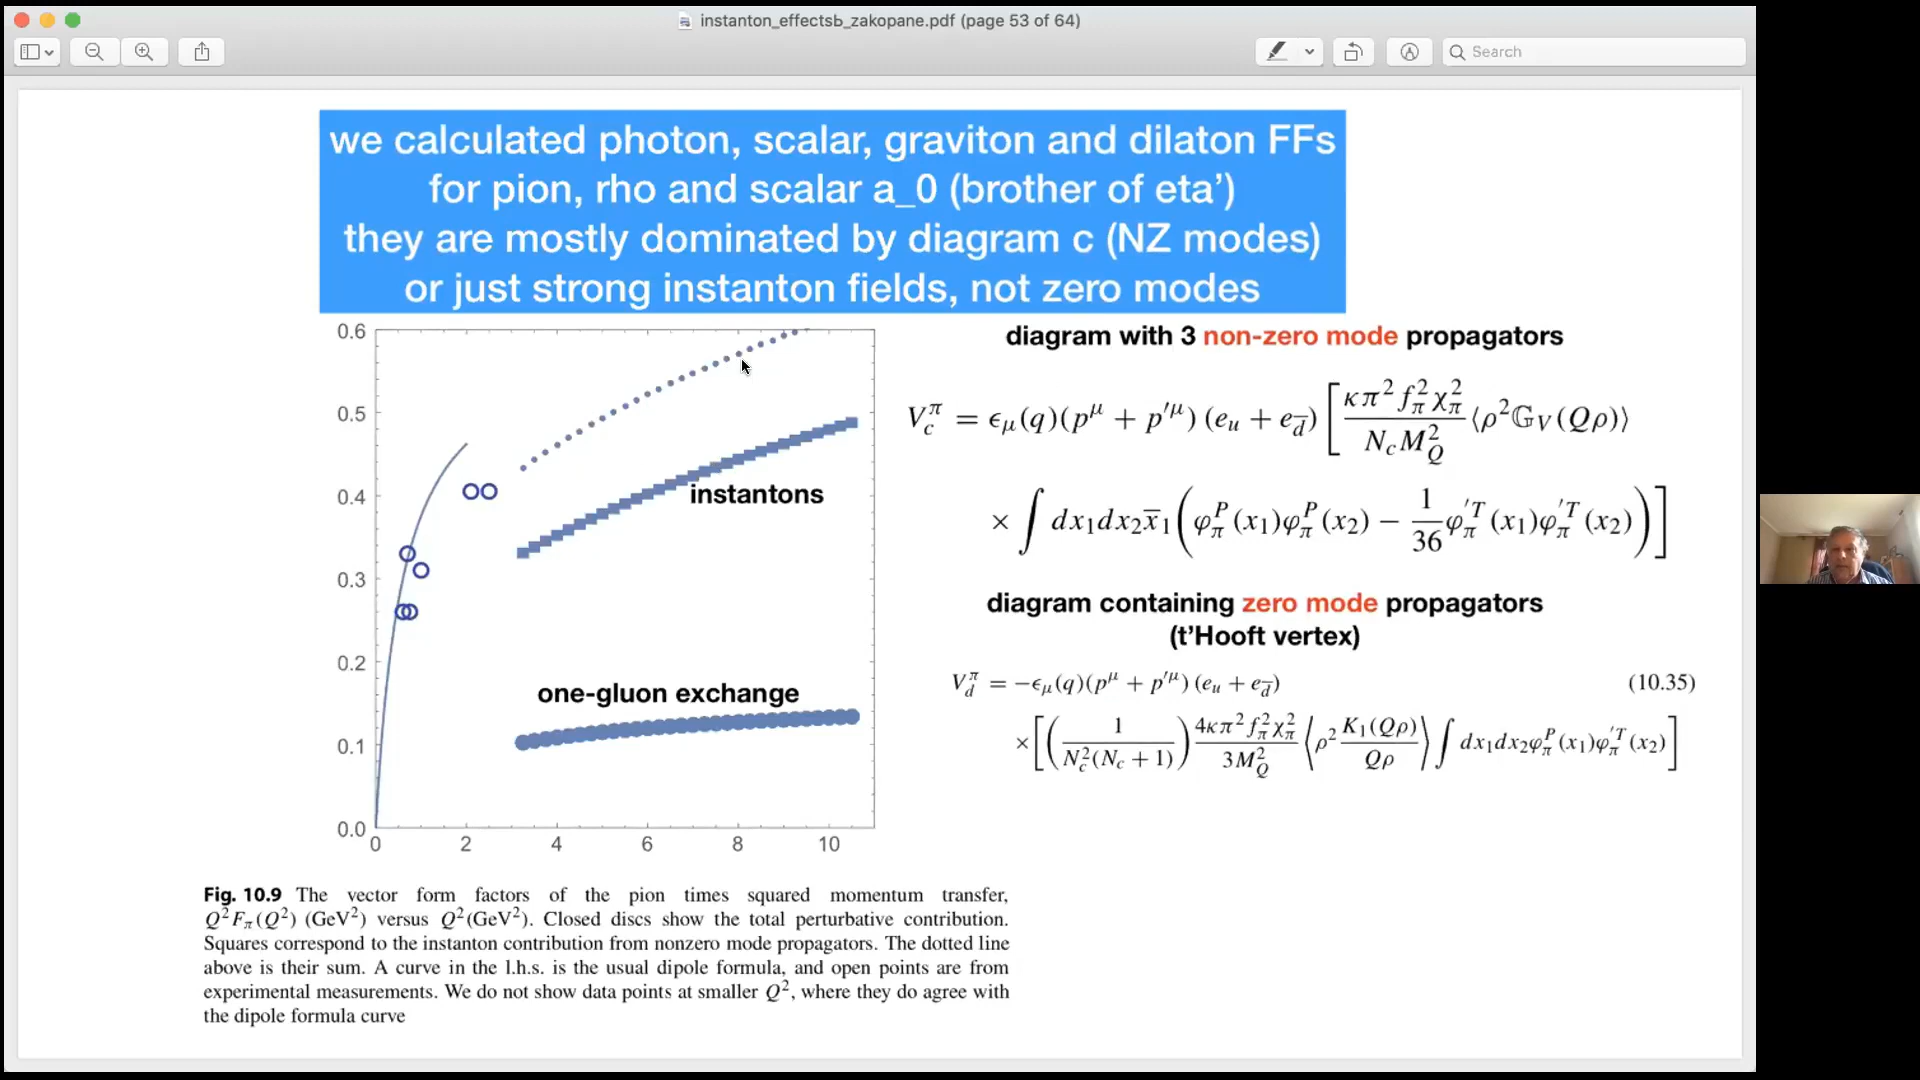 instanton_effectsb_zakopane.pdf (page 53 of 64)
Search
we calculated photon, scalar, graviton and dilaton FFs
for pion, rho and scalar a_0 (brother of eta’)
they are mostly dominated by diagram c (NZ modes)
or just strong instanton fields, not zero modes
0.6
0.5
0.4
0.3
0.2
0.1
0.0
0 2 4 6 8 10
instantons
one-gluon exchange
diagram with 3 non-zero mode propagators
V_c^π = ϵ_μ(q)(p^μ + p′^μ) (e_u + e_d̅) [ κπ² f_π² χ_π² / N_c M_Q² ⟨ρ² 𝔾_V(Qρ)⟩
× ∫ dx₁dx₂x̅₁ ( φ_π^P(x₁)φ_π^P(x₂) − 1/36 φ_π^′T(x₁)φ_π^′T(x₂) ) ]
diagram containing zero mode propagators
(t’Hooft vertex)
V_d^π = −ϵ_μ(q)(p^μ + p′^μ) (e_u + e_d̅) (10.35)
× [ ( 1 / N_c²(N_c + 1) ) 4κπ² f_π² χ_π² / 3M_Q² ⟨ ρ² K₁(Qρ) / Qρ ⟩ ∫ dx₁dx₂φ_π^P(x₁)φ_π^′T(x₂) ]
Fig. 10.9 The vector form factors of the pion times squared momentum transfer,
Q²F_π(Q²) (GeV²) versus Q²(GeV²). Closed discs show the total perturbative contribution.
Squares correspond to the instanton contribution from nonzero mode propagators. The dotted line
above is their sum. A curve in the l.h.s. is the usual dipole formula, and open points are from
experimental measurements. We do not show data points at smaller Q², where they do agree with
the dipole formula curve